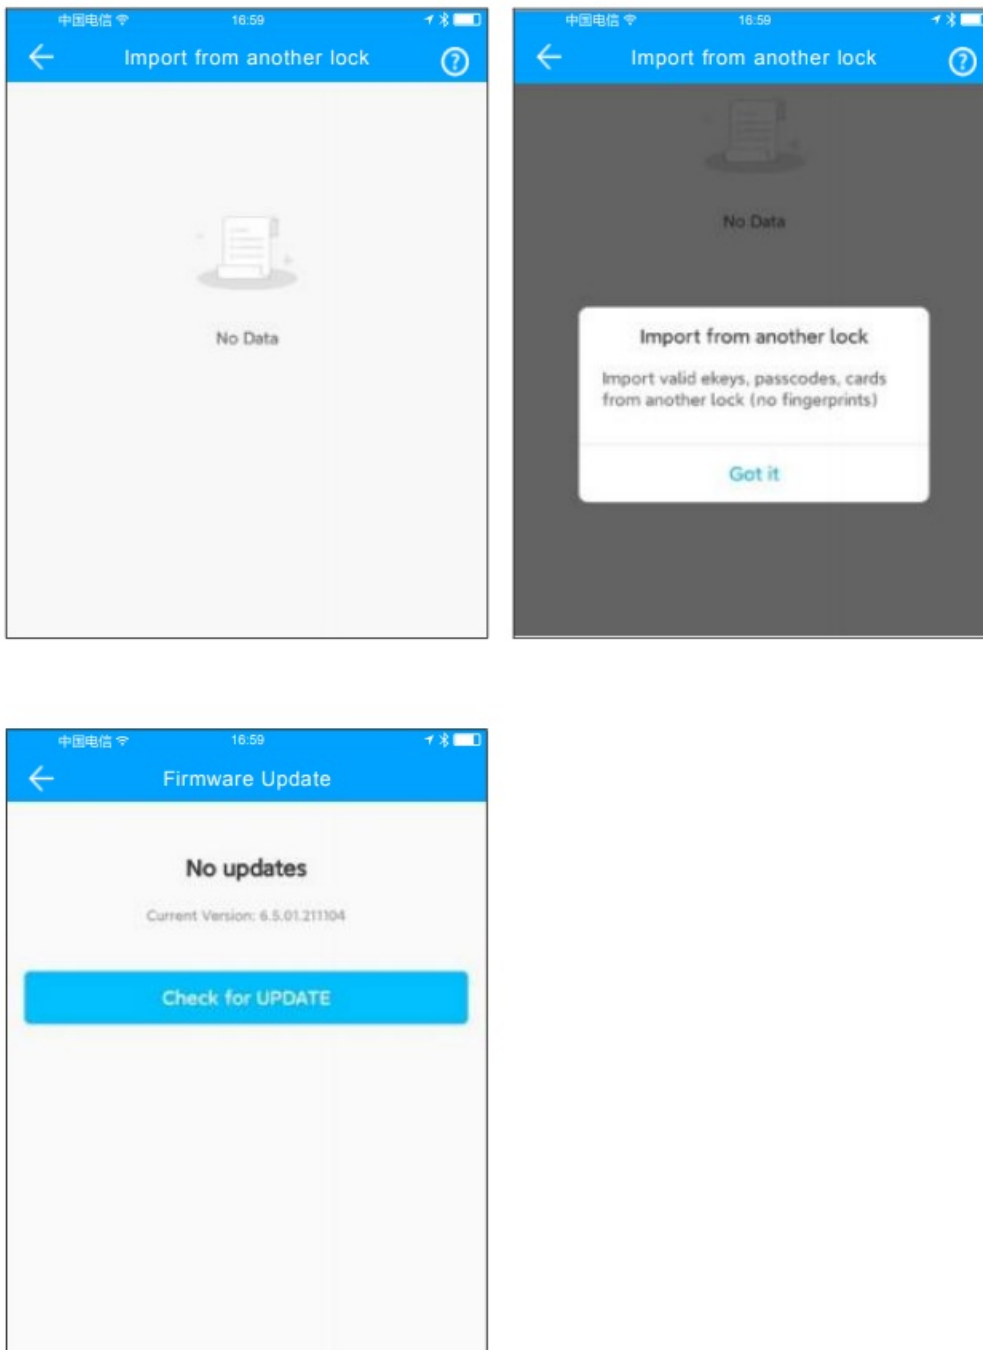 中国电信 16:59
Import from another lock
No Data
中国电信 16:59
Import from another lock
No Data
Import from another lock
Import valid ekeys, passcodes, cards
from another lock (no fingerprints)
Got it
中国电信 16:59
Firmware Update
No updates
Current Version: 6.5.01.211104
Check for UPDATE